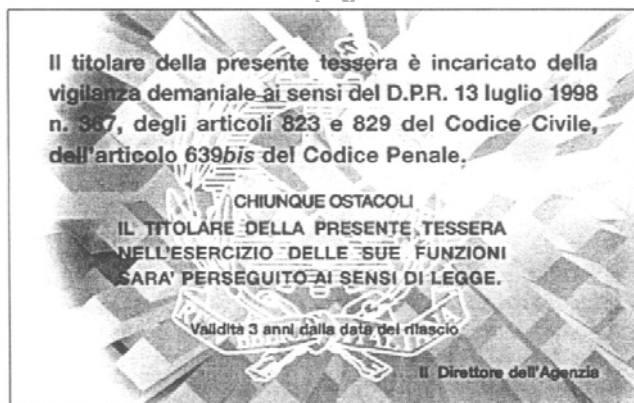 Il titolare della presente tessera è incaricato della
vigilanza demaniale ai sensi del D.P.R. 13 luglio 1998
n. 367, degli articoli 823 e 829 del Codice Civile,
dell'articolo 639bis del Codice Penale.
CHIUNQUE OSTACOLI
IL TITOLARE DELLA PRESENTE TESSERA
NELL'ESERCIZIO DELLE SUE FUNZIONI
SARA' PERSEGUITO AI SENSI DI LEGGE.
Validità 3 anni dalla data del rilascio
Il Direttore dell'Agenzia